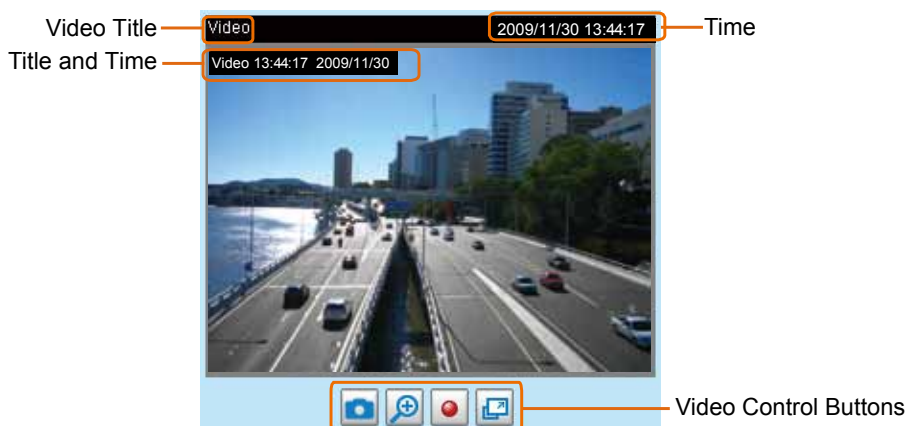 Video Title
Video
2009/11/30 13:44:17
Time
Title and Time
Video 13:44:17 2009/11/30
Video Control Buttons